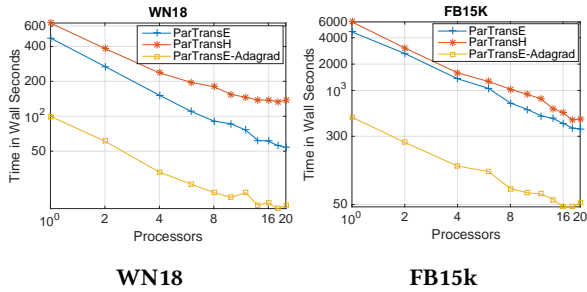 WN18
600
400
200
10²
50
Time in Wall Seconds
ParTransE
ParTransH
ParTransE-Adagrad
10⁰ 2 4 8 16 20
Processors
WN18
FB15K
6000
4000
2000
10³
300
50
Time in Wall Seconds
ParTransE
ParTransH
ParTransE-Adagrad
10⁰ 2 4 8 16 20
Processors
FB15k